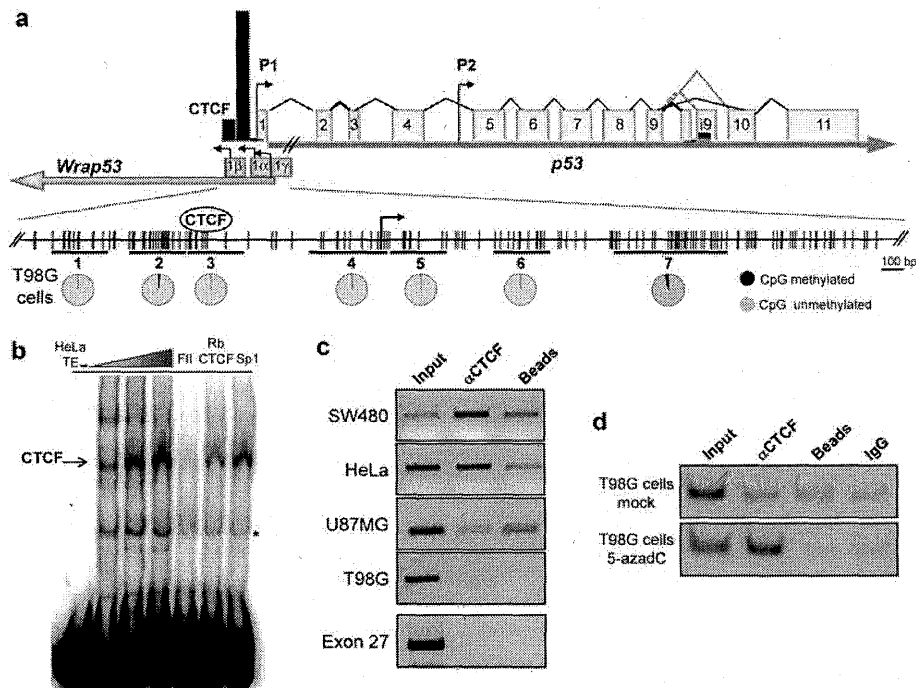 a
P1
P2
CTCF
1
2
3
4
5
6
7
8
9
i9
10
11
Wrap53
1β
1α
1γ
p53
CTCF
1
2
3
4
5
6
7
100 bp
T98G
cells
CpG methylated
CpG unmethylated
b
HeLa
TE
FII
Rb
CTCF
Sp1
CTCF
*
c
Input
αCTCF
Beads
SW480
HeLa
U87MG
T98G
Exon 27
d
Input
αCTCF
Beads
IgG
T98G cells
mock
T98G cells
5-azadC